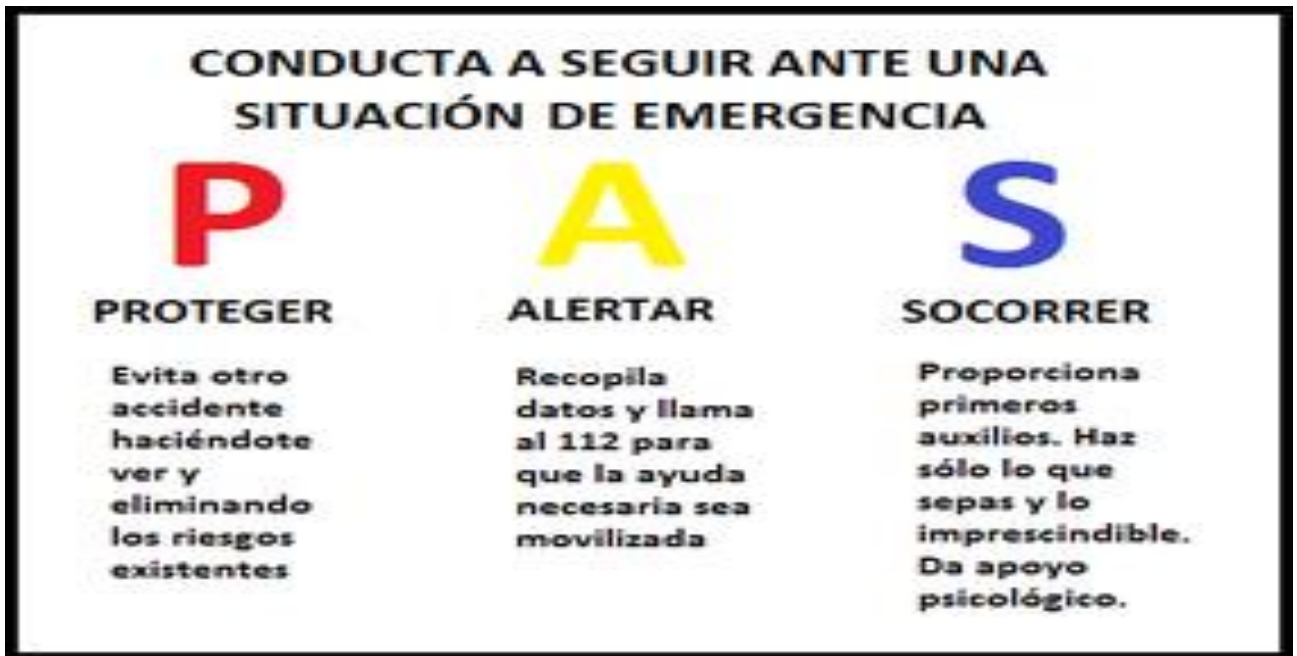 CONDUCTA A SEGUIR ANTE UNA
SITUACIÓN DE EMERGENCIA
P
A
S
PROTEGER
Evita otro
accidente
haciéndote
ver y
eliminando
los riesgos
existentes
ALERTAR
Recopila
datos y llama
al 112 para
que la ayuda
necesaria sea
movilizada
SOCORRER
Proporciona
primeros
auxilios. Haz
sólo lo que
sepas y lo
imprescindible.
Da apoyo
psicológico.